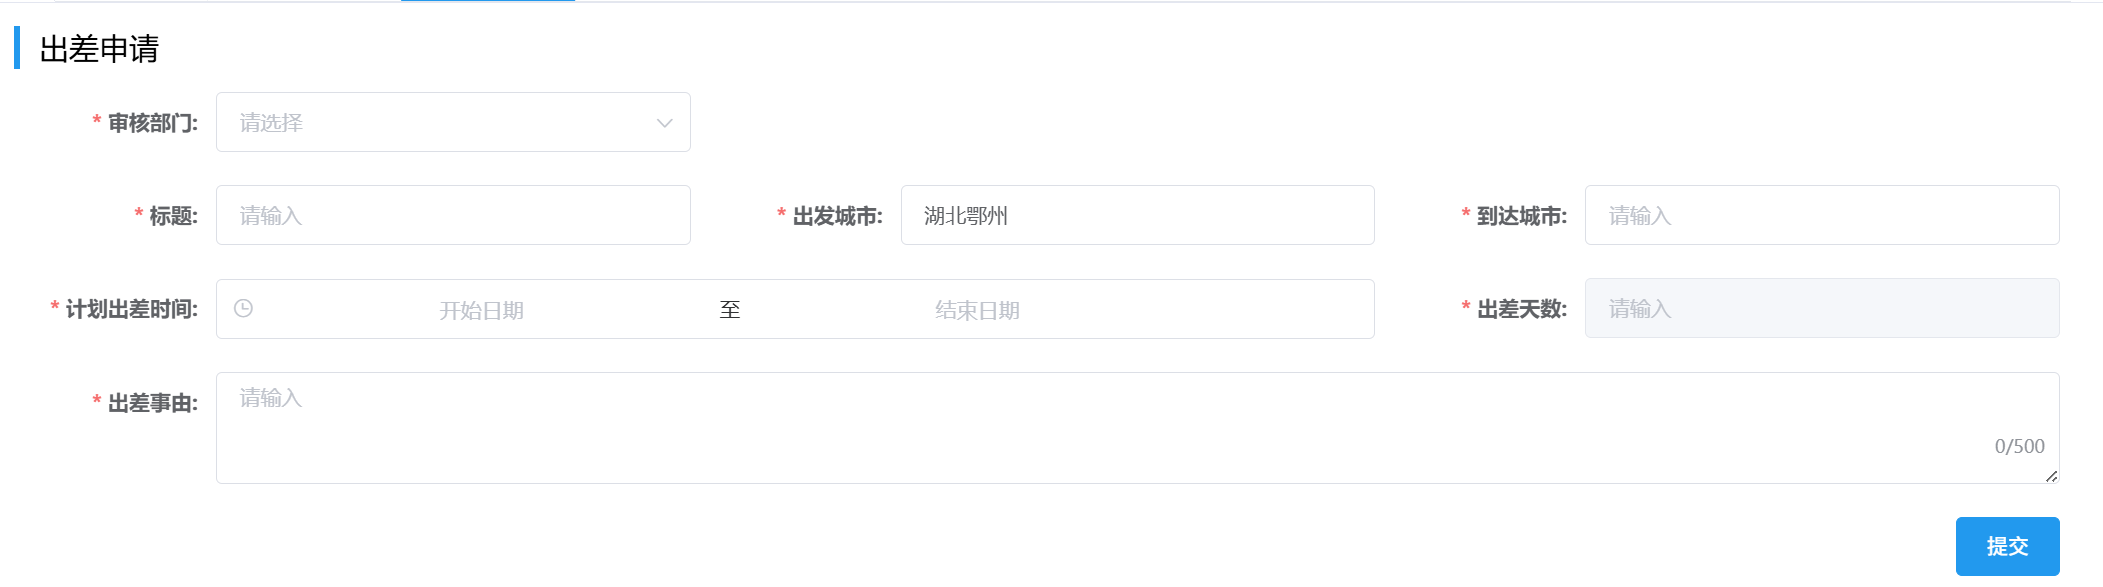 出差申请
* 审核部门: 请选择
* 标题: 请输入 * 出发城市: 湖北鄂州 * 到达城市: 请输入
* 计划出差时间: 开始日期 至 结束日期 * 出差天数: 请输入
* 出差事由: 请输入
0/500
提交